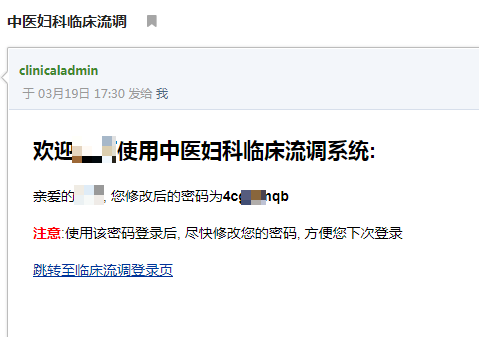 中医妇科临床流调
clinicaladmin
于 03月19日 17:30 发给 我
欢迎 使用中医妇科临床流调系统:
亲爱的 , 您修改后的密码为4c mqb
注意:使用该密码登录后, 尽快修改您的密码, 方便您下次登录
跳转至临床流调登录页